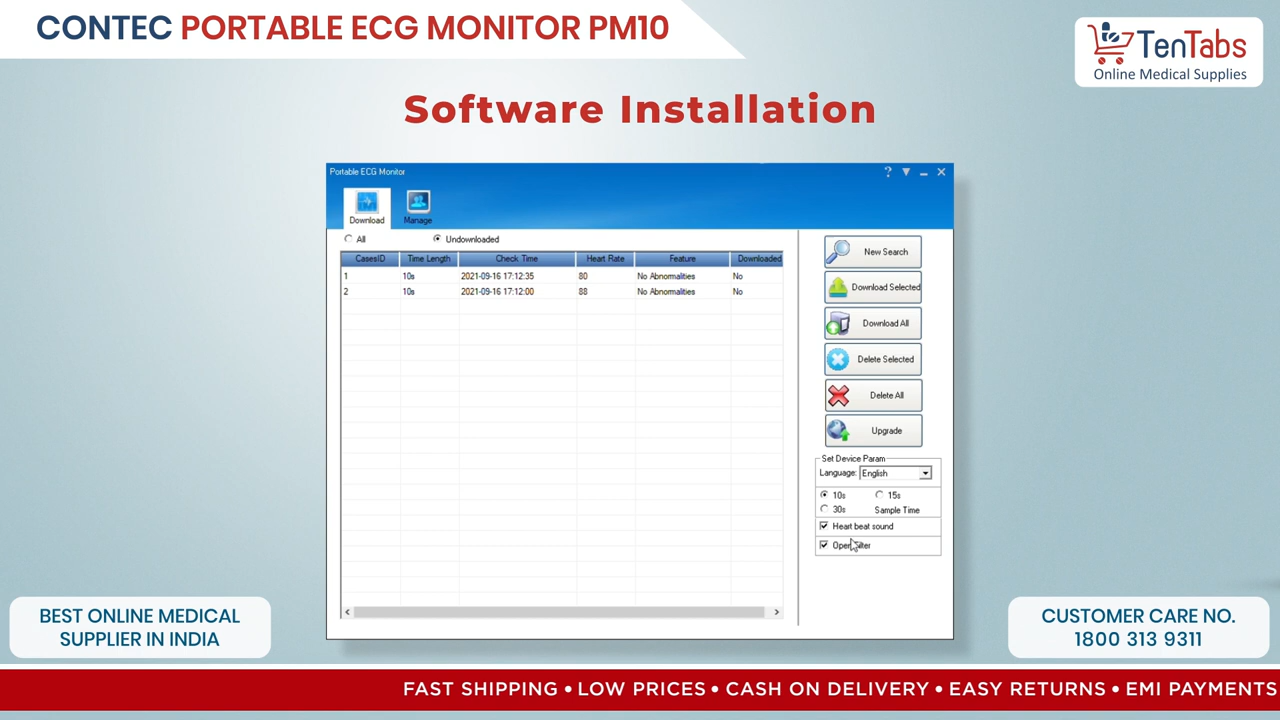 CONTEC PORTABLE ECG MONITOR PM10
TenTabs
Online Medical Supplies
Software Installation
Portable ECG Monitor
?
Download
Manage
All
Undownloaded
CasesID Time Length Check Time Heart Rate Feature Downloaded
1 10s 2021-09-16 17:12:35 80 No Abnormalities No
2 10s 2021-09-16 17:12:00 88 No Abnormalities No
New Search
Download Selected
Download All
Delete Selected
Delete All
Upgrade
Set Device Param
Language: English
10s 15s
30s Sample Time
Heart beat sound
Open filter
BEST ONLINE MEDICAL
SUPPLIER IN INDIA
CUSTOMER CARE NO.
1800 313 9311
FAST SHIPPING • LOW PRICES • CASH ON DELIVERY • EASY RETURNS • EMI PAYMENTS